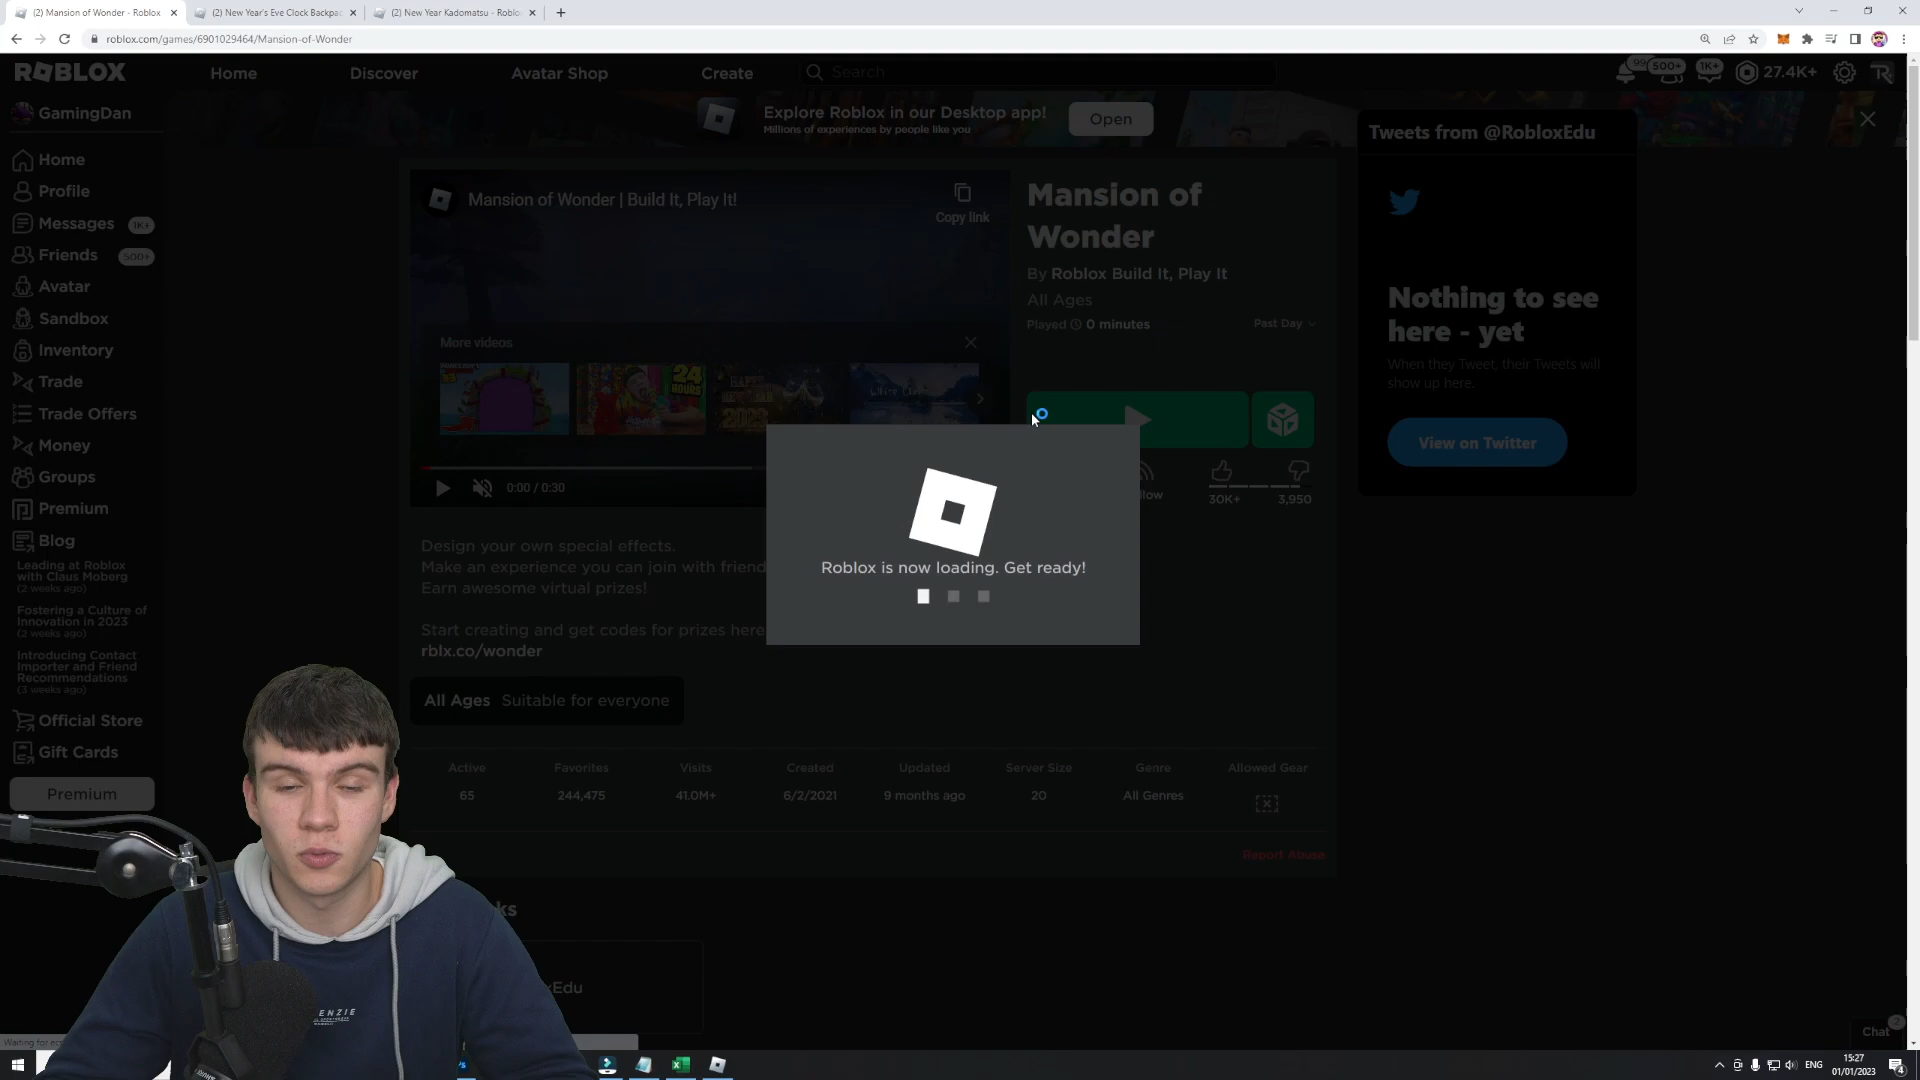 (2) Mansion of Wonder - Roblox
(2) New Year's Eve Clock Backpac
(2) New Year Kadomatsu - Roblo
roblox.com/games/6901029464/Mansion-of-Wonder
ROBLOX
Home
Discover
Avatar Shop
Create
Search
99
500+
1K+
27.4K+
GamingDan
Explore Roblox in our Desktop app!
Millions of experiences by people like you
Open
Home
Profile
Messages 1K+
Friends 500+
Avatar
Sandbox
Inventory
Trade
Trade Offers
Money
Groups
Premium
Blog
Leading at Roblox
with Claus Moberg
(2 weeks ago)
Fostering a Culture of
Innovation in 2023
(2 weeks ago)
Introducing Contact
Importer and Friend
Recommendations
(3 weeks ago)
Official Store
Gift Cards
Premium
Mansion of Wonder | Build It, Play It!
Copy link
More videos
24
HOURS
2023
0:00 / 0:30
Mansion of
Wonder
By Roblox Build It, Play It
All Ages
Played 0 minutes
Past Day
llow
30K+
3,950
Roblox is now loading. Get ready!
Design your own special effects.
Make an experience you can join with friend
Earn awesome virtual prizes!
Start creating and get codes for prizes here
rblx.co/wonder
All Ages Suitable for everyone
Active
Favorites
Visits
Created
Updated
Server Size
Genre
Allowed Gear
65
244,475
41.0M+
6/2/2021
9 months ago
20
All Genres
Report Abuse
ks
xEdu
Tweets from @RobloxEdu
Nothing to see
here - yet
When they Tweet, their Tweets will
show up here.
View on Twitter
ENZIE
Chat
2
ENG
15:27
01/01/2023
4